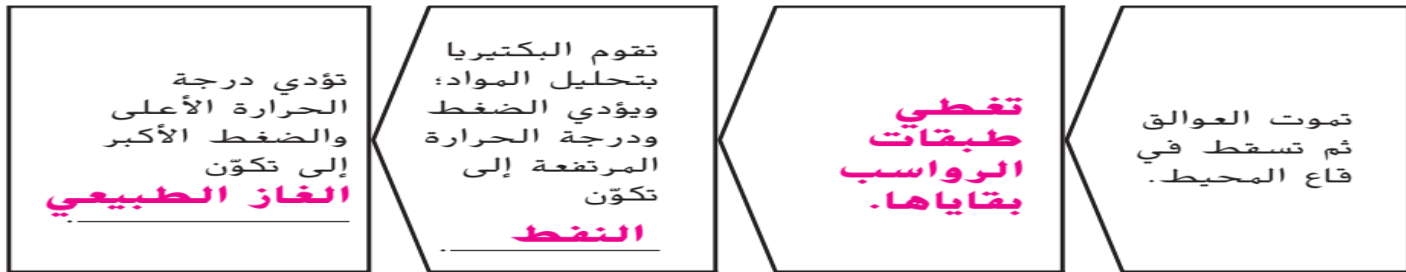 تموت العوالق
ثم تسقط في
قاع المحيط.
تغطي
طبقات
الرواسب
بقاياها.
تقوم البكتيريا
بتحليل المواد؛
ويؤدي الضغط
ودرجة الحرارة
المرتفعة إلى
تكوّن
النفط.
تؤدي درجة
الحرارة الأعلى
والضغط الأكبر
إلى تكوّن
الغاز الطبيعي.